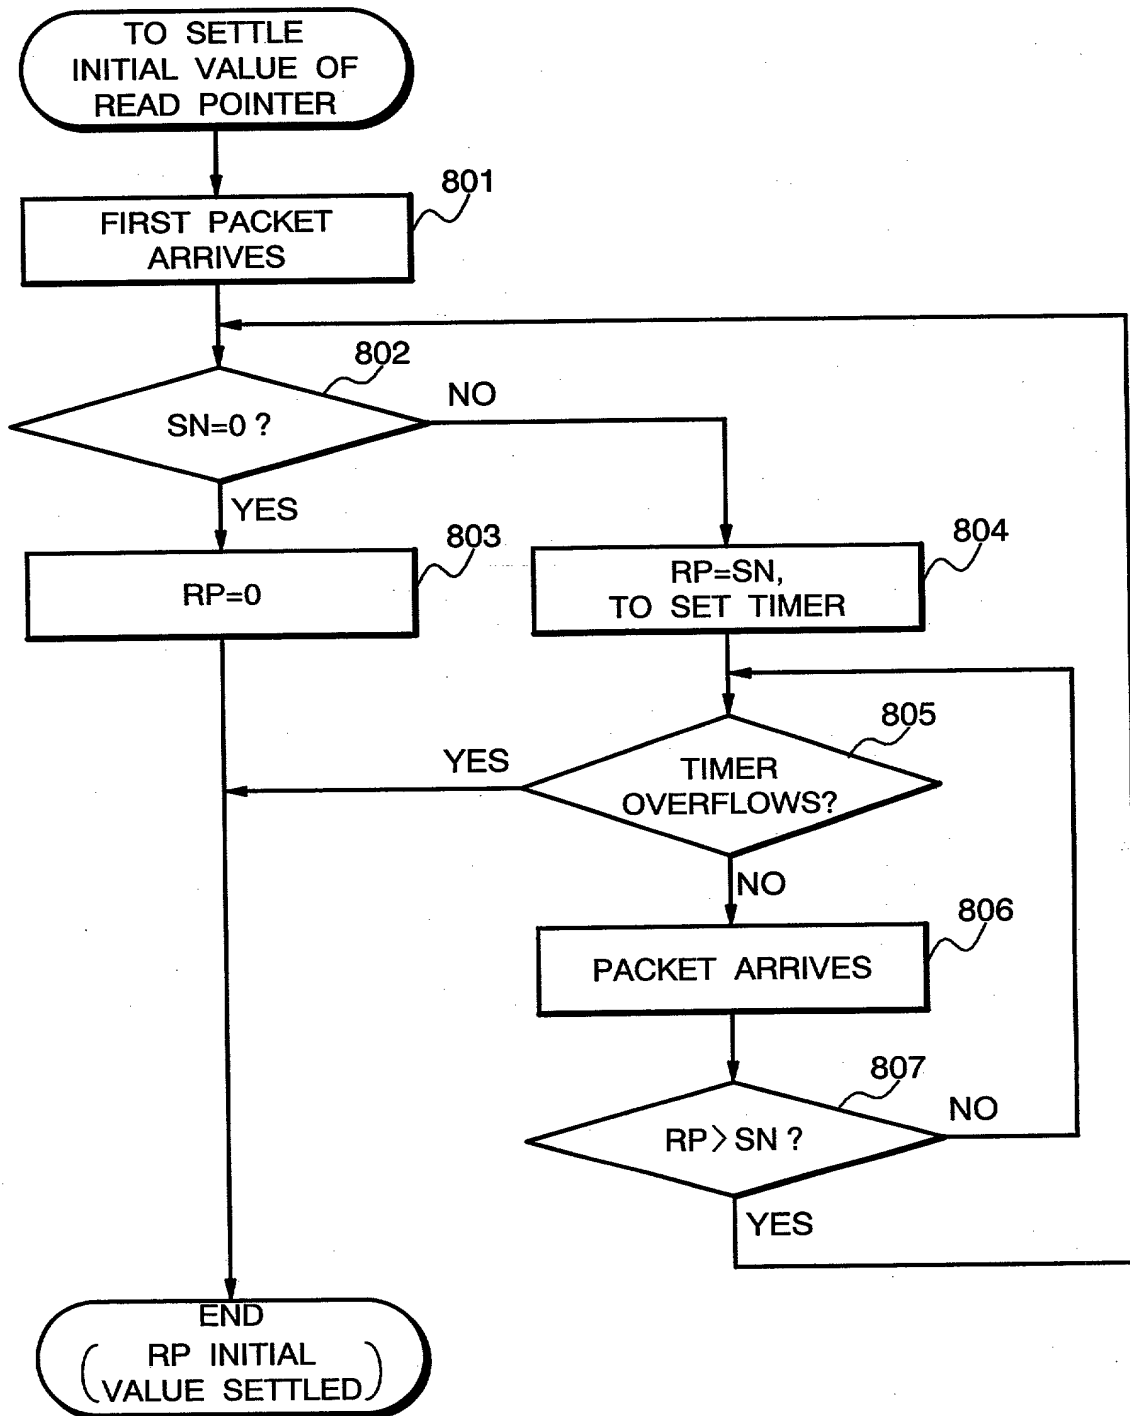 TO SETTLE
INITIAL VALUE OF
READ POINTER
801
FIRST PACKET
ARRIVES
802
SN=0 ?
NO
YES
803
RP=0
804
RP=SN,
TO SET TIMER
805
TIMER
OVERFLOWS?
YES
NO
806
PACKET ARRIVES
807
RP>SN ?
NO
YES
END
(RP INITIAL
VALUE SETTLED)